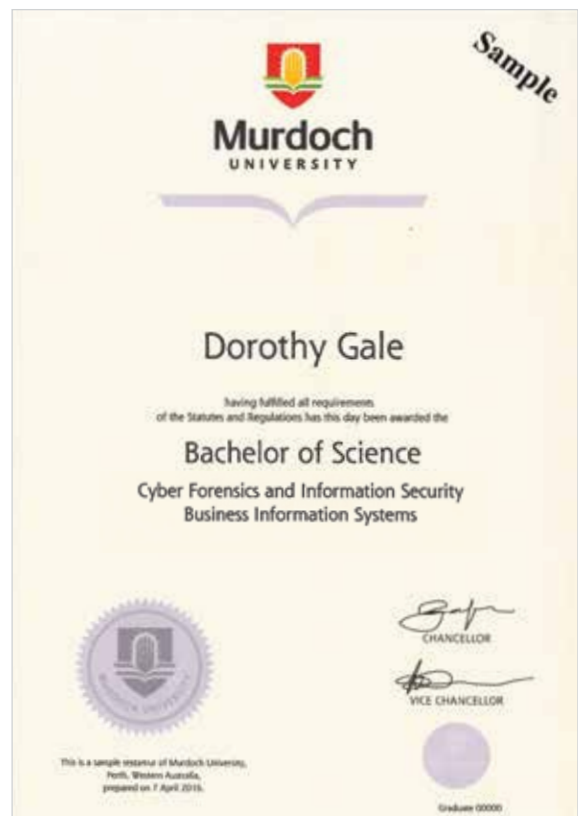 Sample
Murdoch
UNIVERSITY
Dorothy Gale
having fulfilled all requirements
of the Statutes and Regulations has this day been awarded the
Bachelor of Science
Cyber Forensics and Information Security
Business Information Systems
CHANCELLOR
VICE CHANCELLOR
MURDOCH UNIVERSITY
This is a sample testamur of Murdoch University,
Perth, Western Australia,
prepared on 7 April 2016.
Graduate 00000